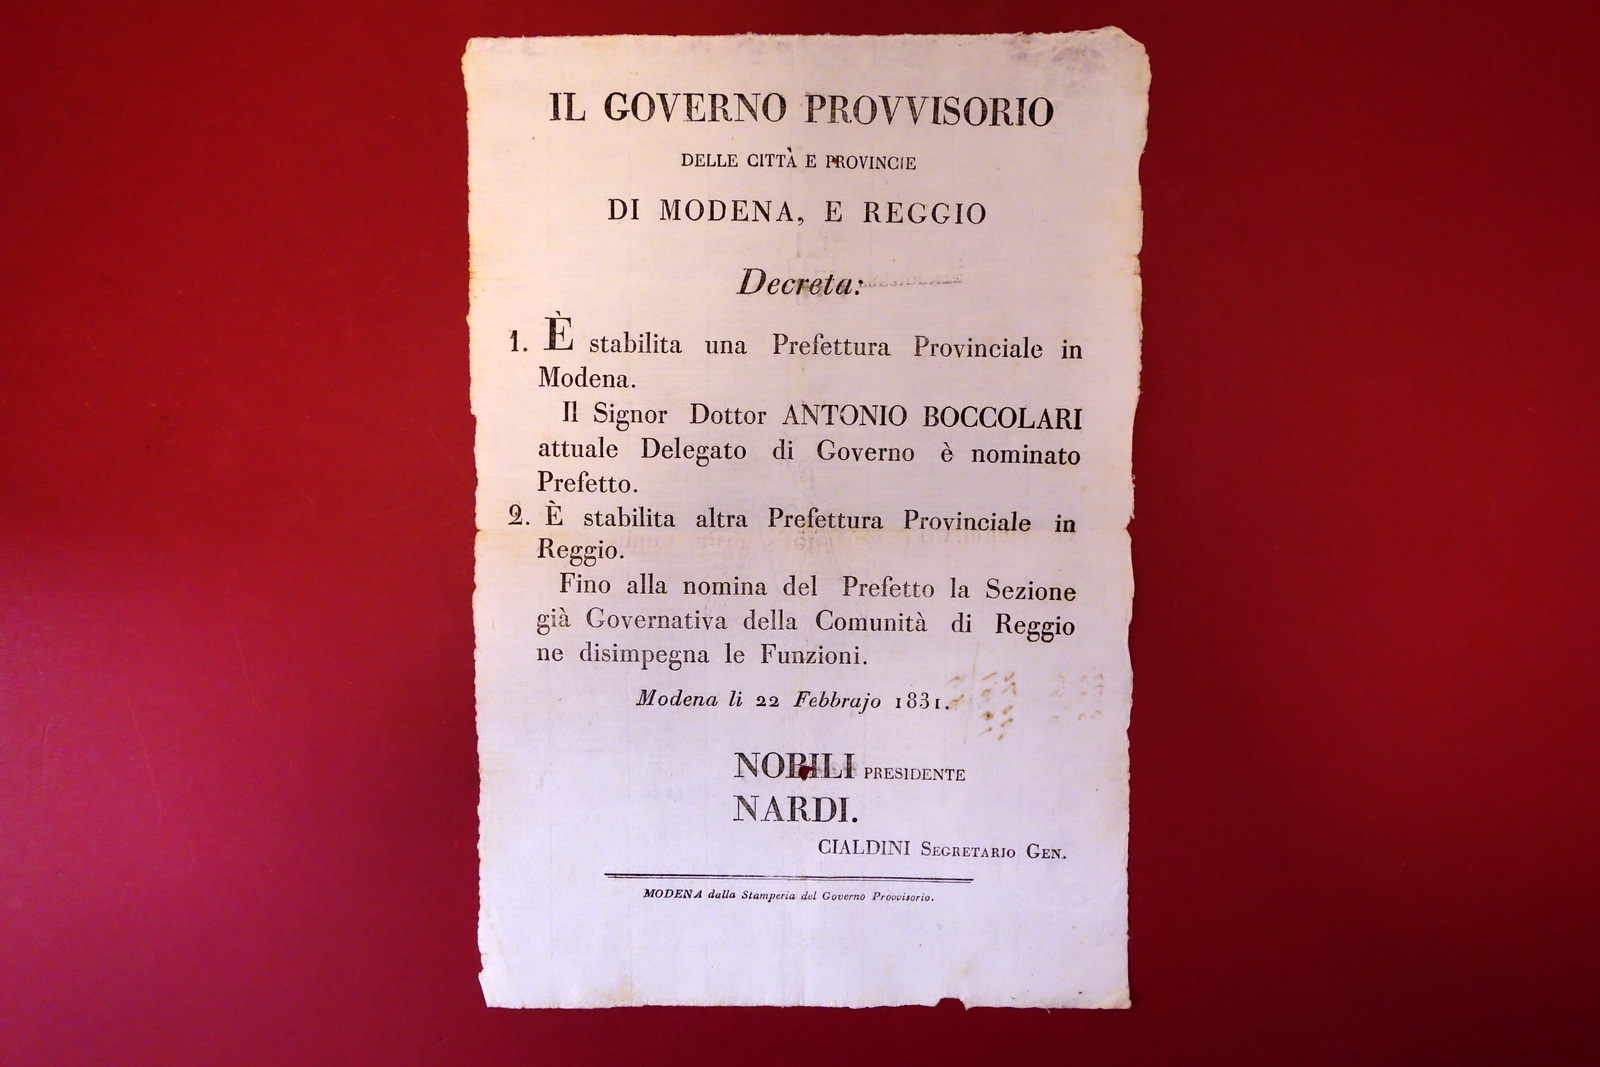 IL GOVERNO PROVVISORIO
DELLE CITTÀ E PROVINCIE
DI MODENA, E REGGIO
Decreta:
1. È stabilita una Prefettura Provinciale in
Modena.
Il Signor Dottor ANTONIO BOCCOLARI
attuale Delegato di Governo è nominato
Prefetto.
2. È stabilita altra Prefettura Provinciale in
Reggio.
Fino alla nomina del Prefetto la Sezione
già Governativa della Comunità di Reggio
ne disimpegna le Funzioni.
Modena li 22 Febbrajo 1831.
NOBILI PRESIDENTE
NARDI.
CIALDINI SEGRETARIO GEN.
MODENA dalla Stamperia del Governo Provvisorio.